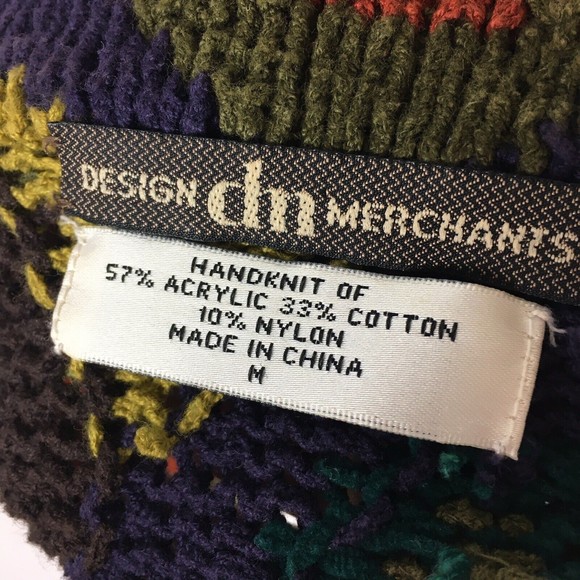 DESIGN dm MERCHANTS
HANDKNIT OF
57% ACRYLIC 33% COTTON
10% NYLON
MADE IN CHINA
M